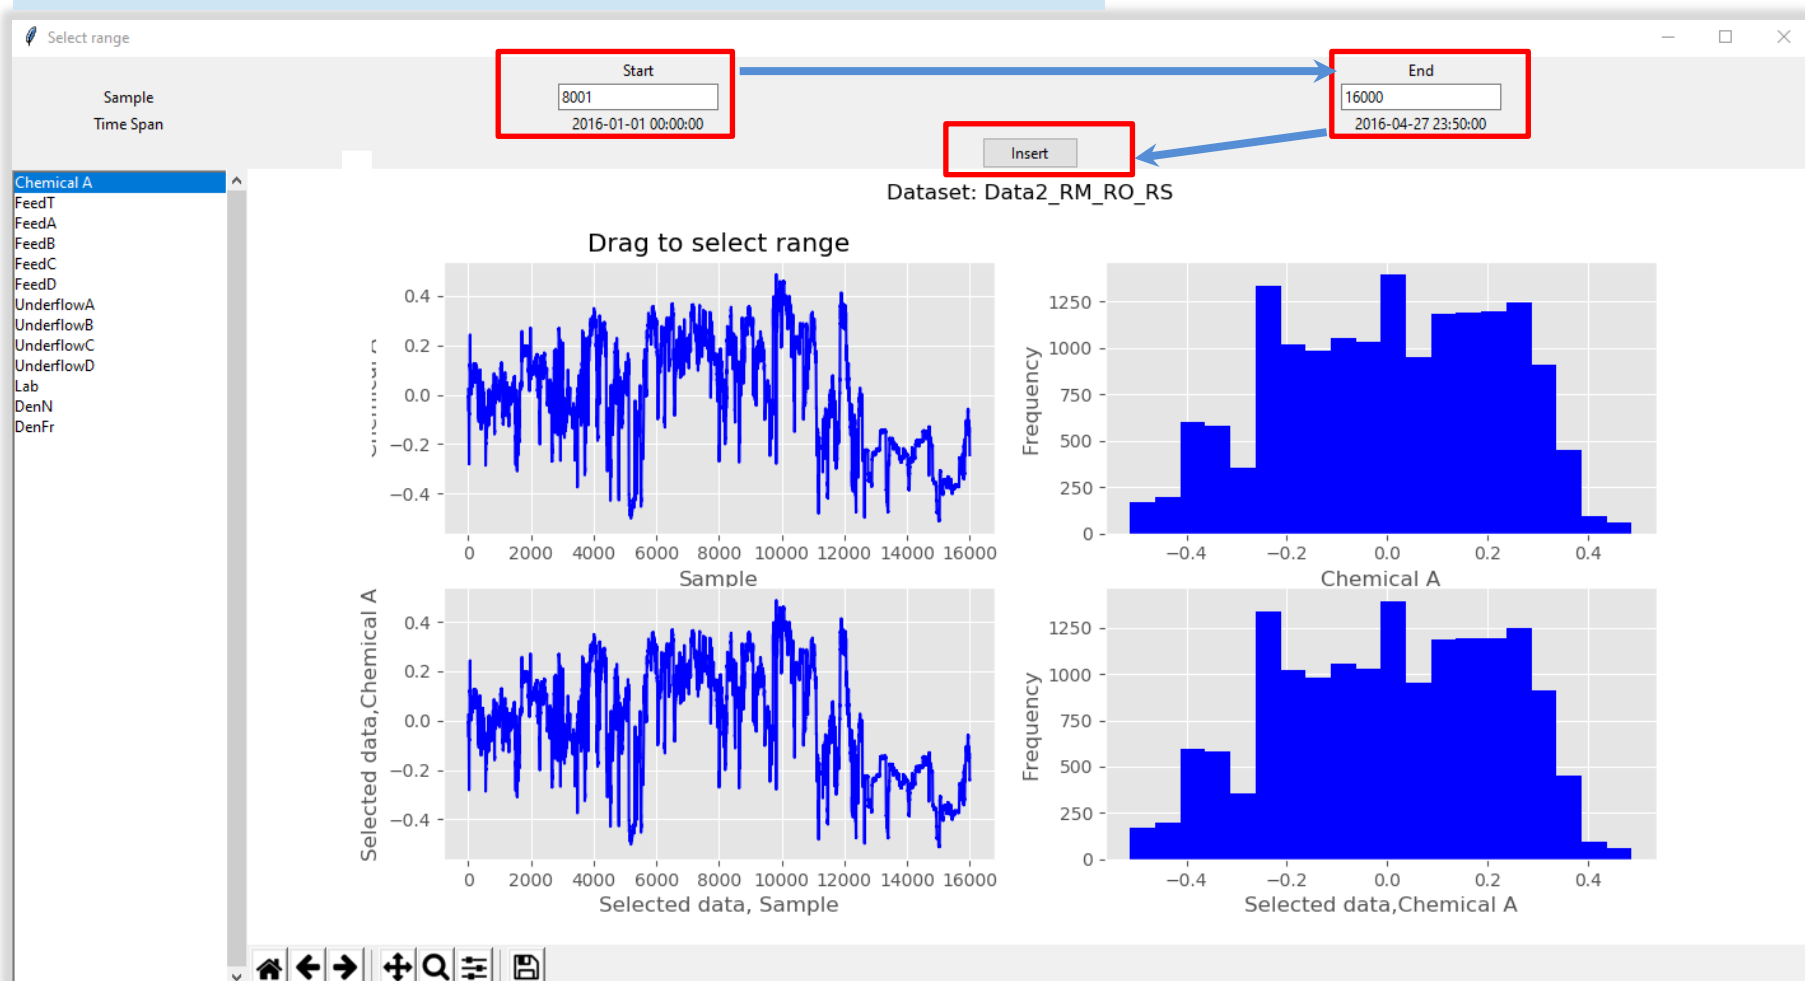 Select range
Start
End
Sample
8001
16000
Time Span
2016-01-01 00:00:00
2016-04-27 23:50:00
Insert
Chemical A
FeedT
FeedA
FeedB
FeedC
FeedD
UnderflowA
UnderflowB
UnderflowC
UnderflowD
Lab
DenN
DenFr
Dataset: Data2_RM_RO_RS
Drag to select range
Chemical A
0.4
0.2
0.0
−0.2
−0.4
0 2000 4000 6000 8000 10000 12000 14000 16000
Sample
Frequency
1250
1000
750
500
250
0
−0.4 −0.2 0.0 0.2 0.4
Chemical A
Selected data,Chemical A
0.4
0.2
0.0
−0.2
−0.4
0 2000 4000 6000 8000 10000 12000 14000 16000
Selected data, Sample
Frequency
1250
1000
750
500
250
0
−0.4 −0.2 0.0 0.2 0.4
Selected data,Chemical A